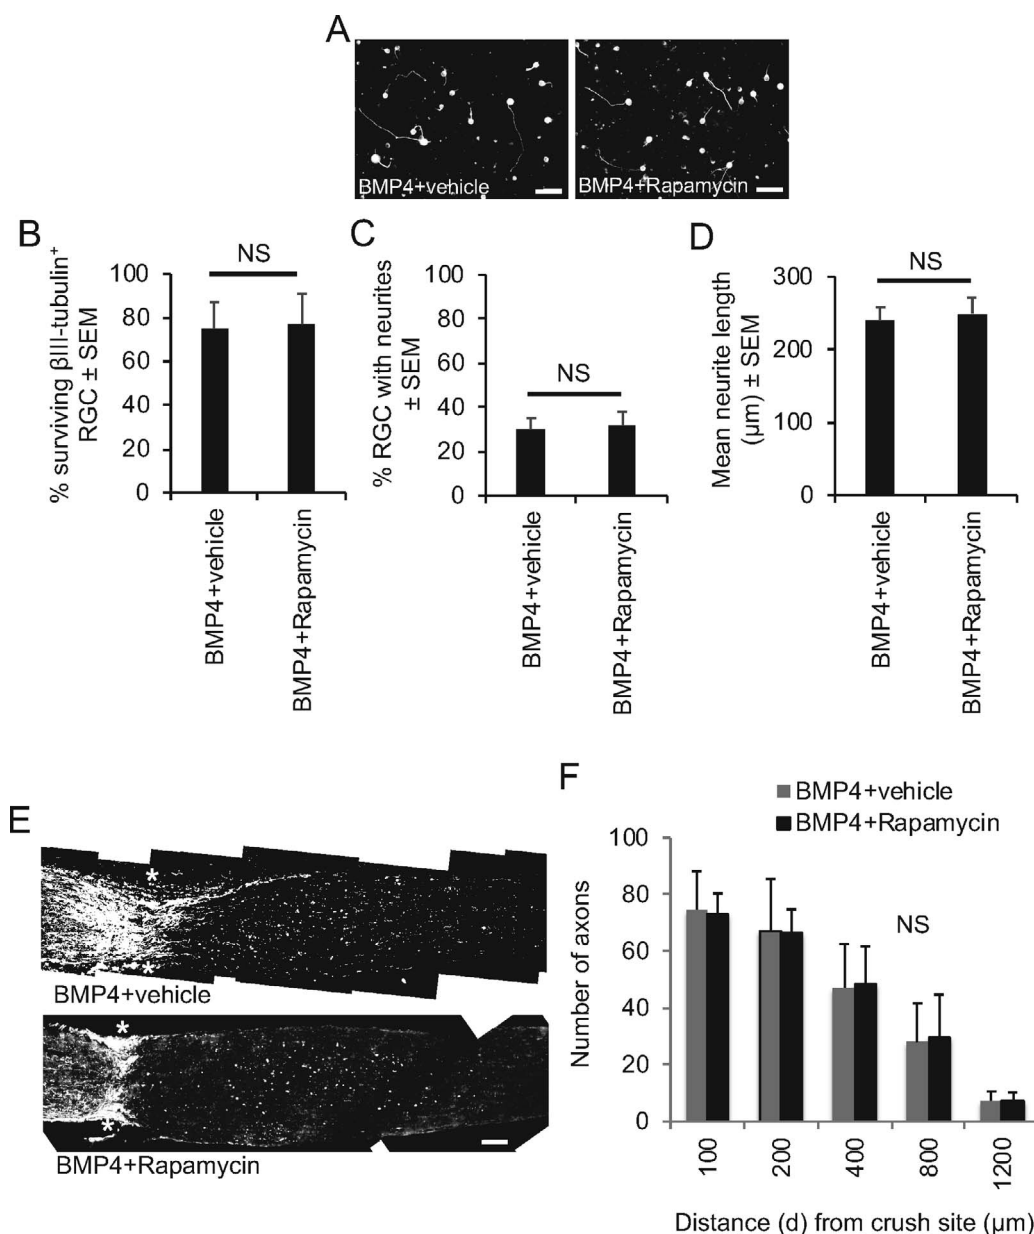 A
BMP4+vehicle
BMP4+Rapamycin
B
% surviving βIII-tubulin⁺
RGC ± SEM
NS
100
80
60
40
20
0
BMP4+vehicle
BMP4+Rapamycin
C
% RGC with neurites
± SEM
100
80
60
40
20
0
NS
BMP4+vehicle
BMP4+Rapamycin
D
Mean neurite length
(µm) ± SEM
NS
300
200
100
0
BMP4+vehicle
BMP4+Rapamycin
E
*
*
BMP4+vehicle
*
*
BMP4+Rapamycin
F
BMP4+vehicle
BMP4+Rapamycin
Number of axons
100
80
60
40
20
0
NS
100
200
400
800
1200
Distance (d) from crush site (µm)